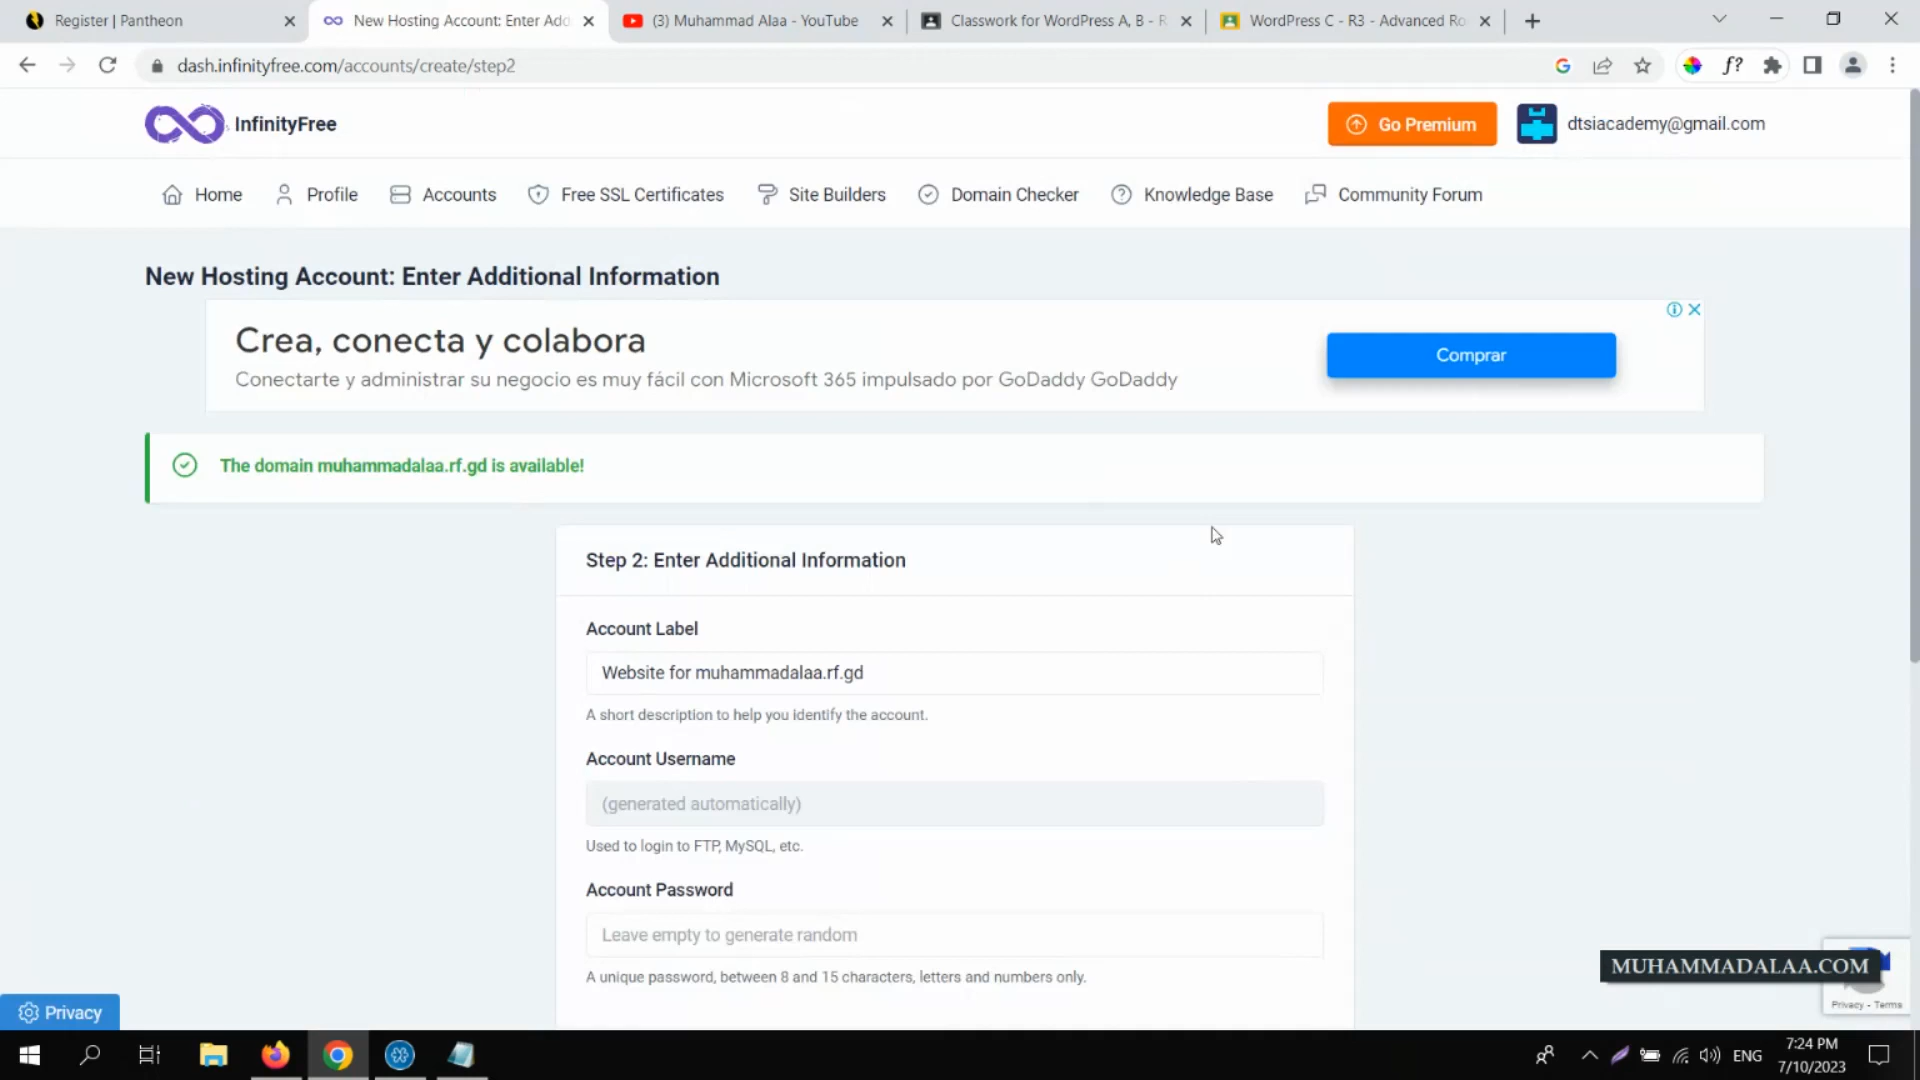 Register | Pantheon
New Hosting Account: Enter Add
(3) Muhammad Alaa - YouTube
Classwork for WordPress A, B - R
WordPress C - R3 - Advanced Ro
dash.infinityfree.com/accounts/create/step2
f?
InfinityFree
Go Premium
dtsiacademy@gmail.com
Home
Profile
Accounts
Free SSL Certificates
Site Builders
Domain Checker
Knowledge Base
Community Forum
New Hosting Account: Enter Additional Information
Crea, conecta y colabora
Conectarte y administrar su negocio es muy fácil con Microsoft 365 impulsado por GoDaddy GoDaddy
Comprar
The domain muhammadalaa.rf.gd is available!
Step 2: Enter Additional Information
Account Label
Website for muhammadalaa.rf.gd
A short description to help you identify the account.
Account Username
(generated automatically)
Used to login to FTP, MySQL, etc.
Account Password
Leave empty to generate random
A unique password, between 8 and 15 characters, letters and numbers only.
MUHAMMADALAA.COM
Privacy - Terms
Privacy
ENG
7:24 PM
7/10/2023